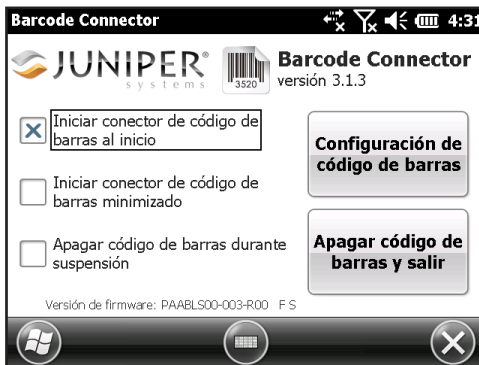 Barcode Connector 4:31
JUNIPER®
systems
3520
Barcode Connector
versión 3.1.3
Iniciar conector de código de
barras al inicio
Iniciar conector de código de
barras minimizado
Apagar código de barras durante
suspensión
Configuración de
código de barras
Apagar código de
barras y salir
Versión de firmware: PAABLS00-003-R00 F S